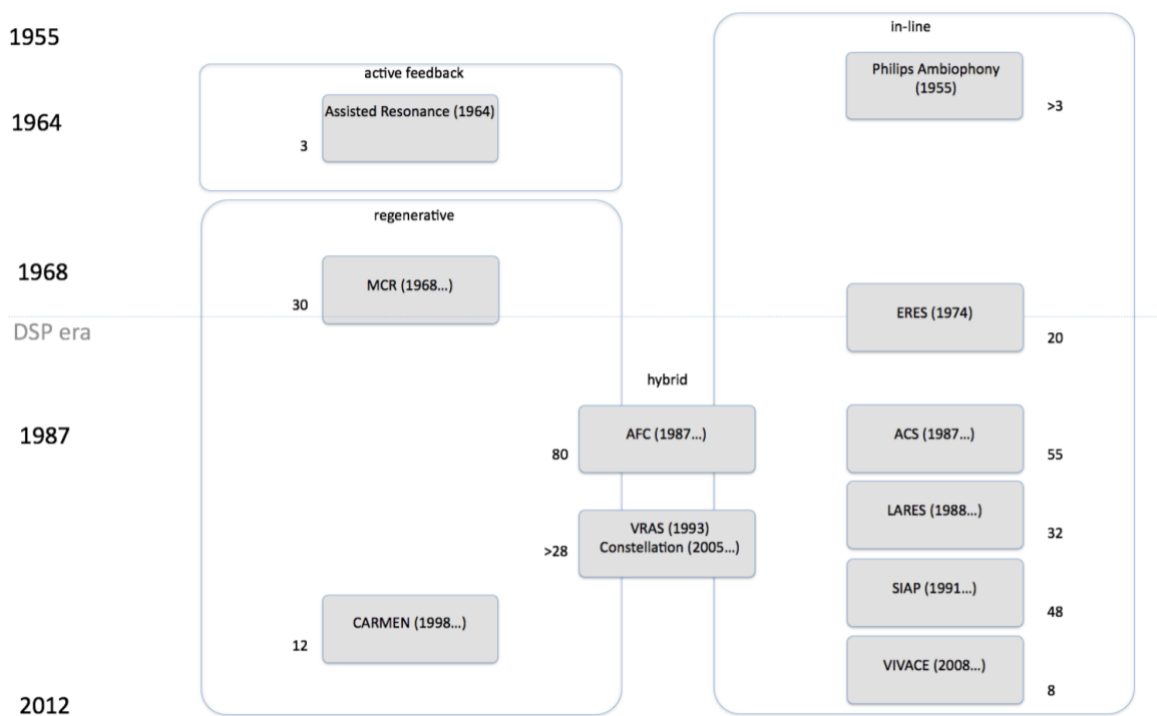 1955
in-line
active feedback
Philips Ambiophony
(1955)
>3
1964
Assisted Resonance (1964)
3
regenerative
1968
MCR (1968...)
30
ERES (1974)
DSP era
20
hybrid
1987
AFC (1987...)
80
ACS (1987...)
55
LARES (1988...)
32
VRAS (1993)
Constellation (2005...)
>28
SIAP (1991...)
48
CARMEN (1998...)
12
VIVACE (2008...)
8
2012